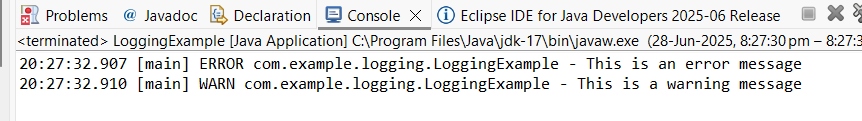 Problems @ Javadoc Declaration Console × Eclipse IDE for Java Developers 2025-06 Release
<terminated> LoggingExample [Java Application] C:\Program Files\Java\jdk-17\bin\javaw.exe (28-Jun-2025, 8:27:30 pm – 8:27:3
20:27:32.907 [main] ERROR com.example.logging.LoggingExample - This is an error message
20:27:32.910 [main] WARN com.example.logging.LoggingExample - This is a warning message